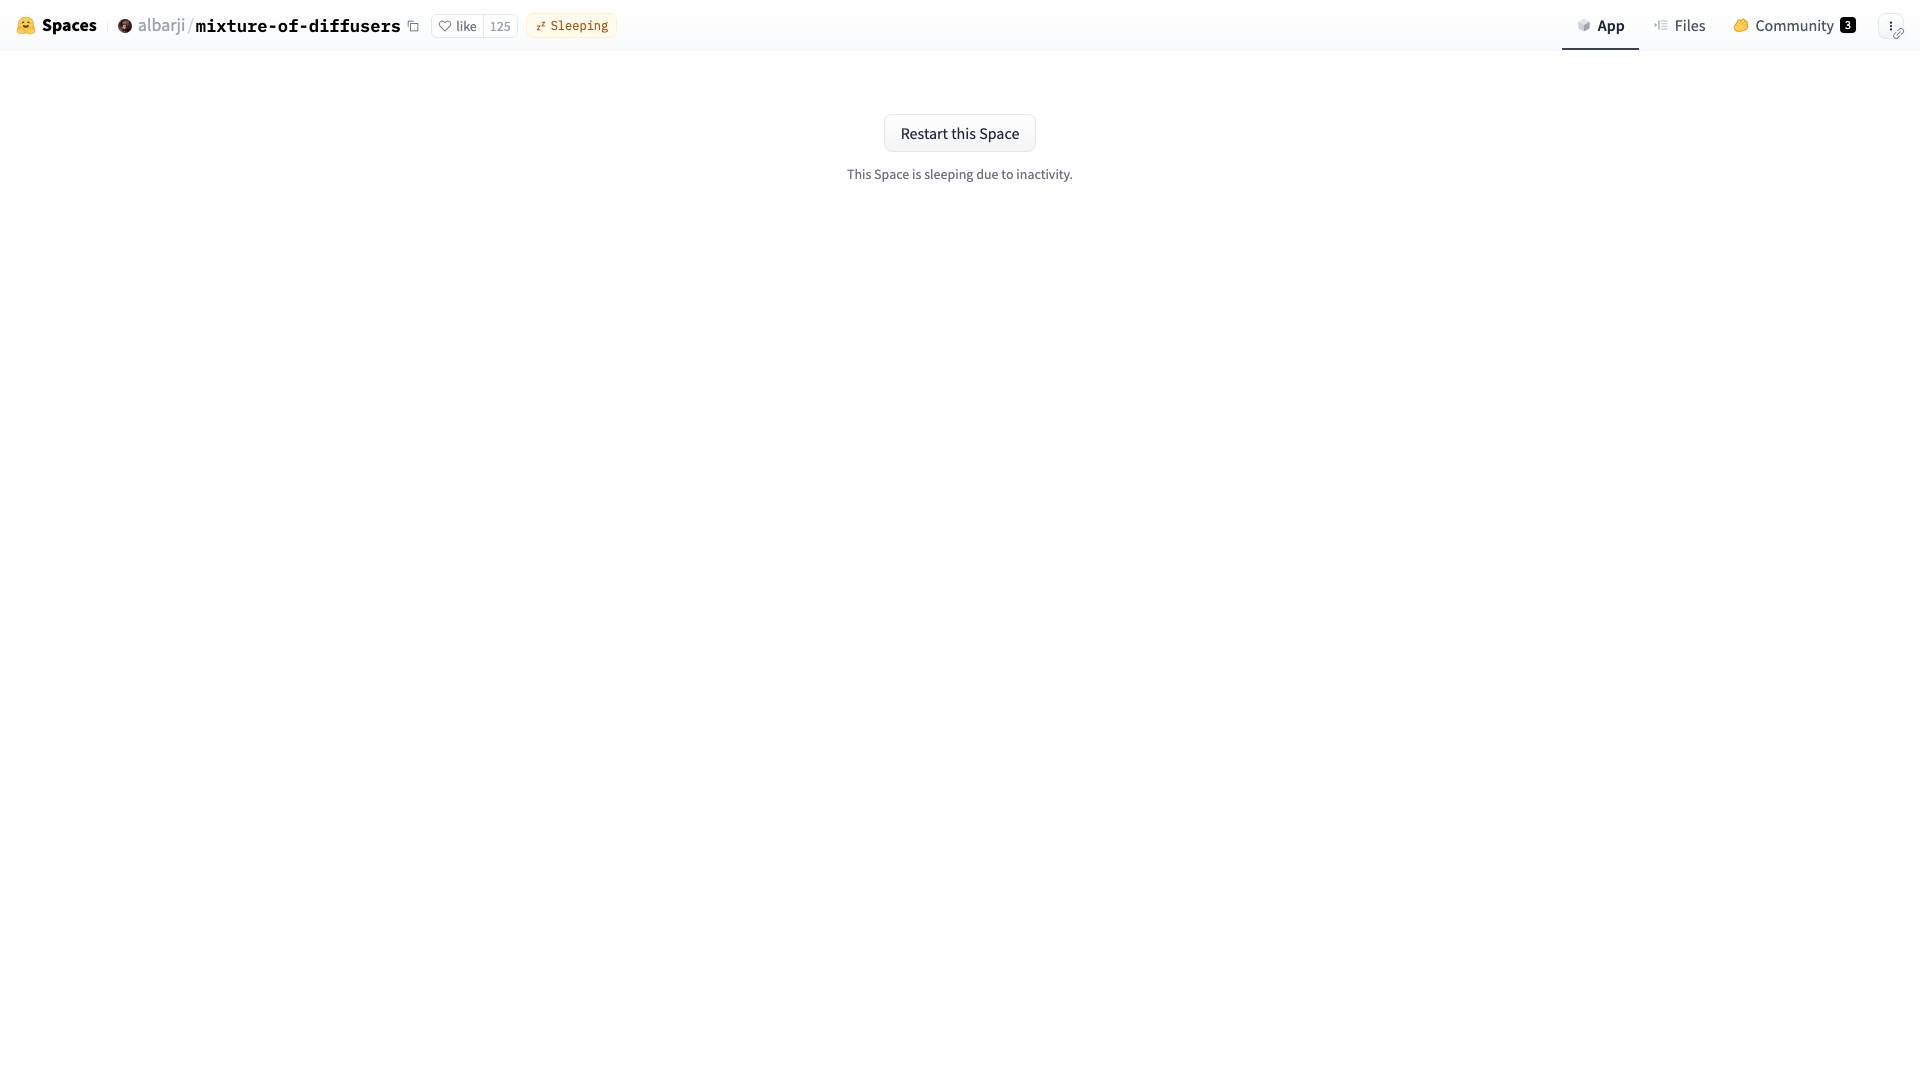 Spaces albarji/mixture-of-diffusers like 125 Sleeping App Files Community 3
Restart this Space
This Space is sleeping due to inactivity.